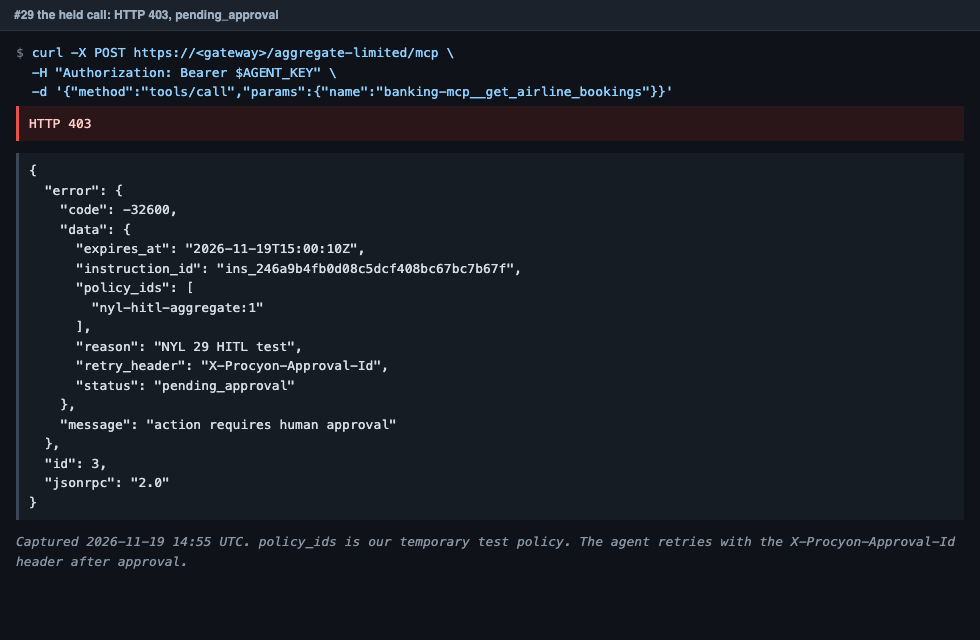 #29 the held call: HTTP 403, pending_approval
$ curl -X POST https://<gateway>/aggregate-limited/mcp \
-H "Authorization: Bearer $AGENT_KEY" \
-d '{"method":"tools/call","params":{"name":"banking-mcp__get_airline_bookings"}}'
HTTP 403
{
"error": {
"code": -32600,
"data": {
"expires_at": "2026-11-19T15:00:10Z",
"instruction_id": "ins_246a9b4fb0d08c5dcf408bc67bc7b67f",
"policy_ids": [
"nyl-hitl-aggregate:1"
],
"reason": "NYL 29 HITL test",
"retry_header": "X-Procyon-Approval-Id",
"status": "pending_approval"
},
"message": "action requires human approval"
},
"id": 3,
"jsonrpc": "2.0"
}
Captured 2026-11-19 14:55 UTC. policy_ids is our temporary test policy. The agent retries with the X-Procyon-Approval-Id
header after approval.